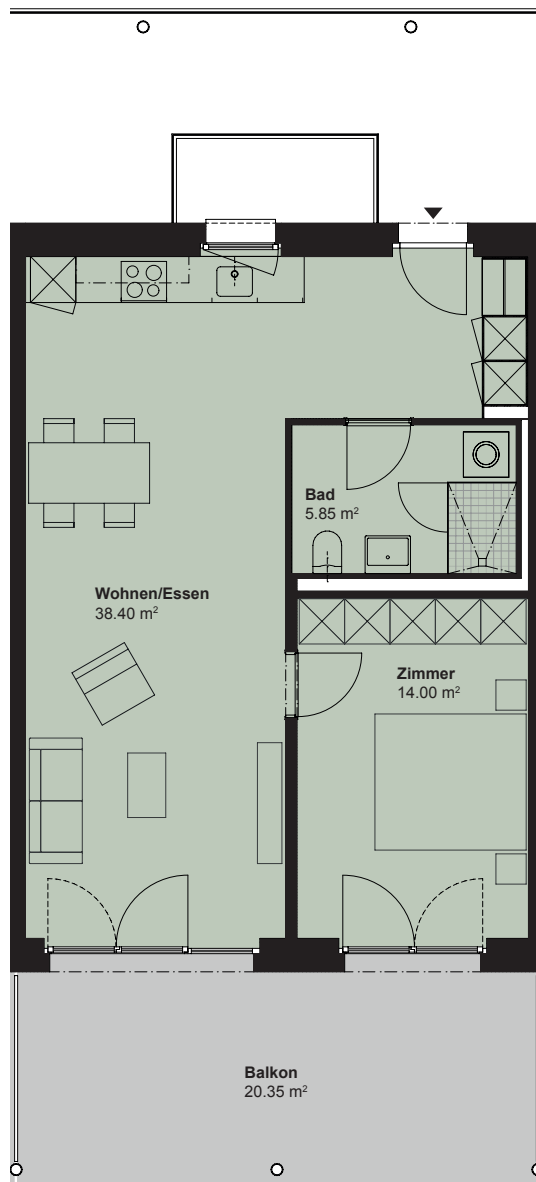 Bad
5.85 m²
Wohnen/Essen
38.40 m²
Zimmer
14.00 m²
Balkon
20.35 m²